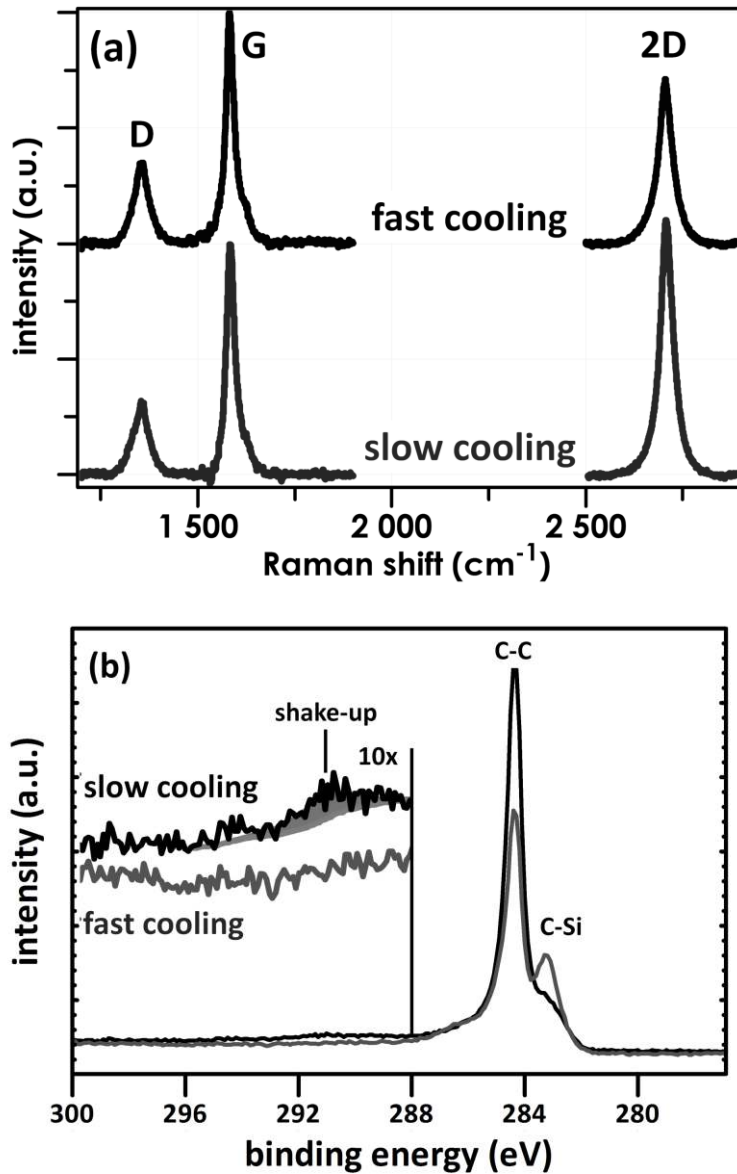 (a)
G
2D
D
fast cooling
slow cooling
intensity (a.u.)
1 500
2 000
2 500
Raman shift (cm⁻¹)
(b)
C-C
shake-up
10x
slow cooling
C-Si
fast cooling
intensity (a.u.)
300
296
292
288
284
280
binding energy (eV)